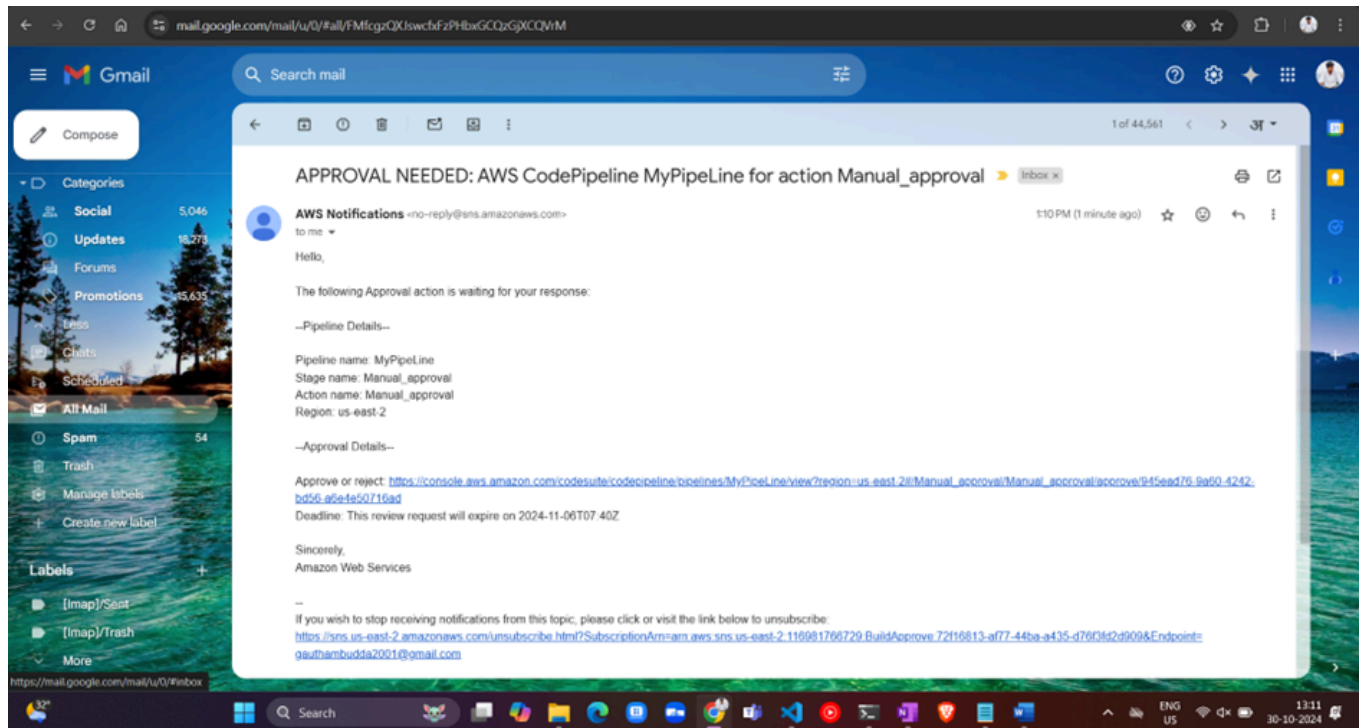 mail.google.com/mail/u/0/#all/FMfcgzQXJswcfxFzPHbxGCQzGjXCQVrM
Gmail
Search mail
Compose
1 of 44,561
अ
Categories
Social 5,046
Updates 18,273
Forums
Promotions 15,635
Less
Chats
Scheduled
All Mail
Spam 54
Trash
Manage labels
Create new label
Labels
[Imap]/Sent
[Imap]/Trash
More
APPROVAL NEEDED: AWS CodePipeline MyPipeLine for action Manual_approval Inbox x
AWS Notifications <no-reply@sns.amazonaws.com> 1:10 PM (1 minute ago)
to me
Hello,
The following Approval action is waiting for your response:
--Pipeline Details--
Pipeline name: MyPipeLine
Stage name: Manual_approval
Action name: Manual_approval
Region: us-east-2
--Approval Details--
Approve or reject: https://console.aws.amazon.com/codesuite/codepipeline/pipelines/MyPipeLine/view?region=us-east-2#/Manual_approval/Manual_approval/approve/945ead76-9a60-4242-
bd56-a6e4e50716ad
Deadline: This review request will expire on 2024-11-06T07:40Z
Sincerely,
Amazon Web Services
--
If you wish to stop receiving notifications from this topic, please click or visit the link below to unsubscribe:
https://sns.us-east-2.amazonaws.com/unsubscribe.html?SubscriptionArn=arn:aws:sns:us-east-2:116981766729:BuildApprove:72f16813-af77-44ba-a435-d76f3fd2d909&Endpoint=
gauthambudda2001@gmail.com
https://mail.google.com/mail/u/0/#inbox
32°
Search
ENG
US
13:11
30-10-2024